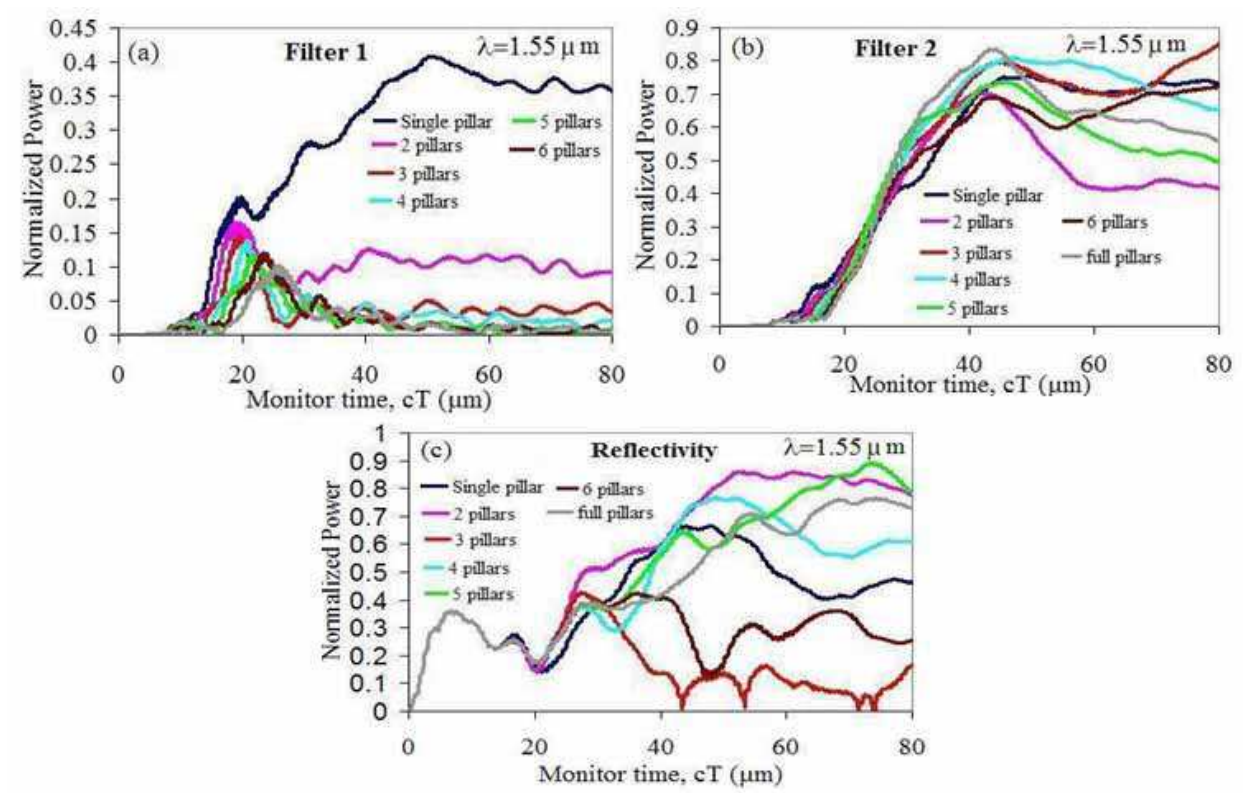 (a) Filter 1 λ=1.55 μm
Normalized Power
0.45
0.4
0.35
0.3
0.25
0.2
0.15
0.1
0.05
0
Single pillar
2 pillars
3 pillars
4 pillars
5 pillars
6 pillars
0 20 40 60 80
Monitor time, cT (μm)
(b) Filter 2 λ=1.55 μm
Normalized Power
0.9
0.8
0.7
0.6
0.5
0.4
0.3
0.2
0.1
0
Single pillar
2 pillars
3 pillars
4 pillars
5 pillars
6 pillars
full pillars
0 20 40 60 80
Monitor time, cT (μm)
(c) Reflectivity λ=1.55 μm
Normalized Power
1
0.9
0.8
0.7
0.6
0.5
0.4
0.3
0.2
0.1
0
Single pillar
2 pillars
3 pillars
4 pillars
5 pillars
6 pillars
full pillars
0 20 40 60 80
Monitor time, cT (μm)